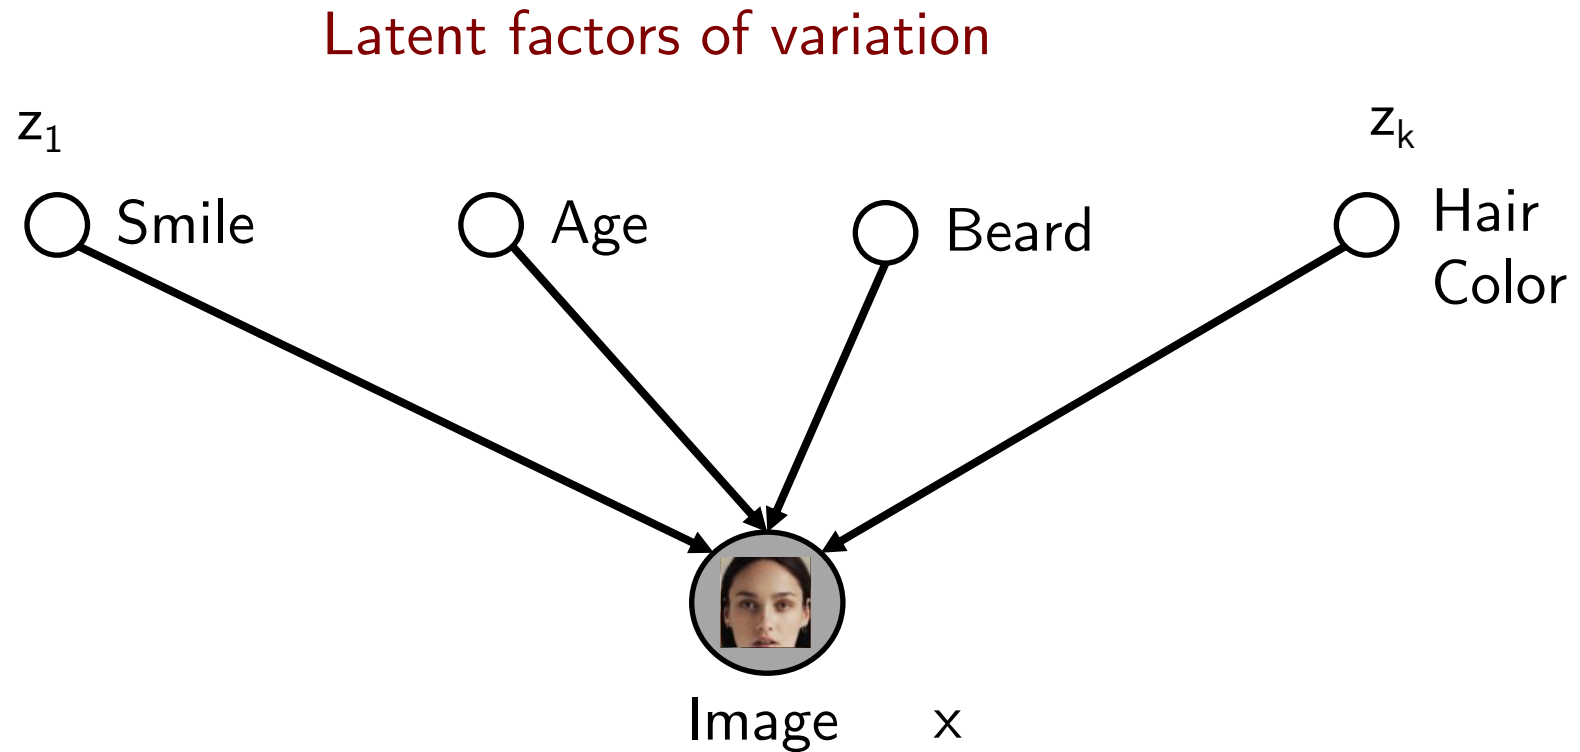 Latent factors of variation
z₁
zₖ
Smile
Age
Beard
Hair
Color
Image x